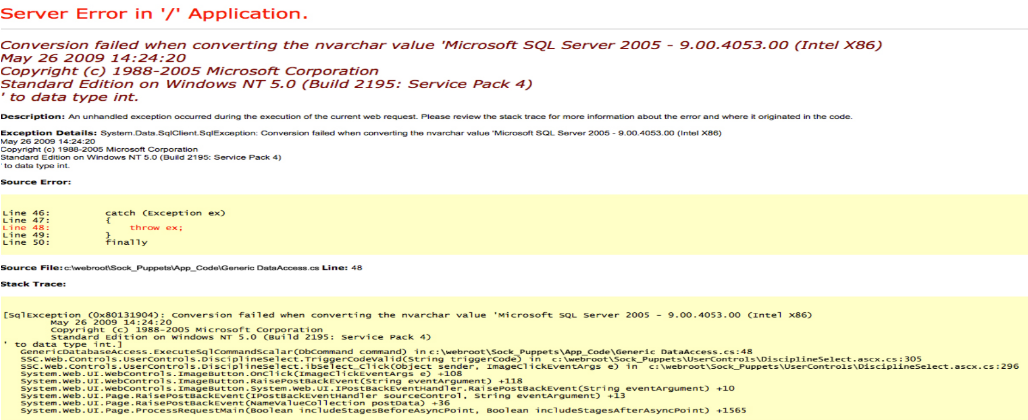 Server Error in '/' Application.
Conversion failed when converting the nvarchar value 'Microsoft SQL Server 2005 - 9.00.4053.00 (Intel X86)
May 26 2009 14:24:20
Copyright (c) 1988-2005 Microsoft Corporation
Standard Edition on Windows NT 5.0 (Build 2195: Service Pack 4)
' to data type int.
Description: An unhandled exception occurred during the execution of the current web request. Please review the stack trace for more information about the error and where it originated in the code.
Exception Details: System.Data.SqlClient.SqlException: Conversion failed when converting the nvarchar value 'Microsoft SQL Server 2005 - 9.00.4053.00 (Intel X86)
May 26 2009 14:24:20
Copyright (c) 1988-2005 Microsoft Corporation
Standard Edition on Windows NT 5.0 (Build 2195: Service Pack 4)
' to data type int.
Source Error:
Line 46: catch (Exception ex)
Line 47: {
Line 48: throw ex;
Line 49: }
Line 50: finally
Source File: c:\webroot\Sock_Puppets\App_Code\Generic DataAccess.cs Line: 48
Stack Trace:
[SqlException (0x80131904): Conversion failed when converting the nvarchar value 'Microsoft SQL Server 2005 - 9.00.4053.00 (Intel X86)
May 26 2009 14:24:20
Copyright (c) 1988-2005 Microsoft Corporation
Standard Edition on Windows NT 5.0 (Build 2195: Service Pack 4)
' to data type int.]
GenericDatabaseAccess.ExecuteSqlCommandScalar(DbCommand command) in c:\webroot\Sock_Puppets\App_Code\Generic DataAccess.cs:48
SSC.Web.Controls.UserControls.DisciplineSelect.TriggerCodeValid(String triggerCode) in c:\webroot\Sock_Puppets\UserControls\DisciplineSelect.ascx.cs:305
SSC.Web.Controls.UserControls.DisciplineSelect.ibSelect_Click(Object sender, ImageClickEventArgs e) in c:\webroot\Sock_Puppets\UserControls\DisciplineSelect.ascx.cs:296
System.Web.UI.WebControls.ImageButton.OnClick(ImageClickEventArgs e) +108
System.Web.UI.WebControls.ImageButton.RaisePostBackEvent(String eventArgument) +118
System.Web.UI.WebControls.ImageButton.System.Web.UI.IPostBackEventHandler.RaisePostBackEvent(String eventArgument) +10
System.Web.UI.Page.RaisePostBackEvent(IPostBackEventHandler sourceControl, String eventArgument) +13
System.Web.UI.Page.RaisePostBackEvent(NameValueCollection postData) +36
System.Web.UI.Page.ProcessRequestMain(Boolean includeStagesBeforeAsyncPoint, Boolean includeStagesAfterAsyncPoint) +1565